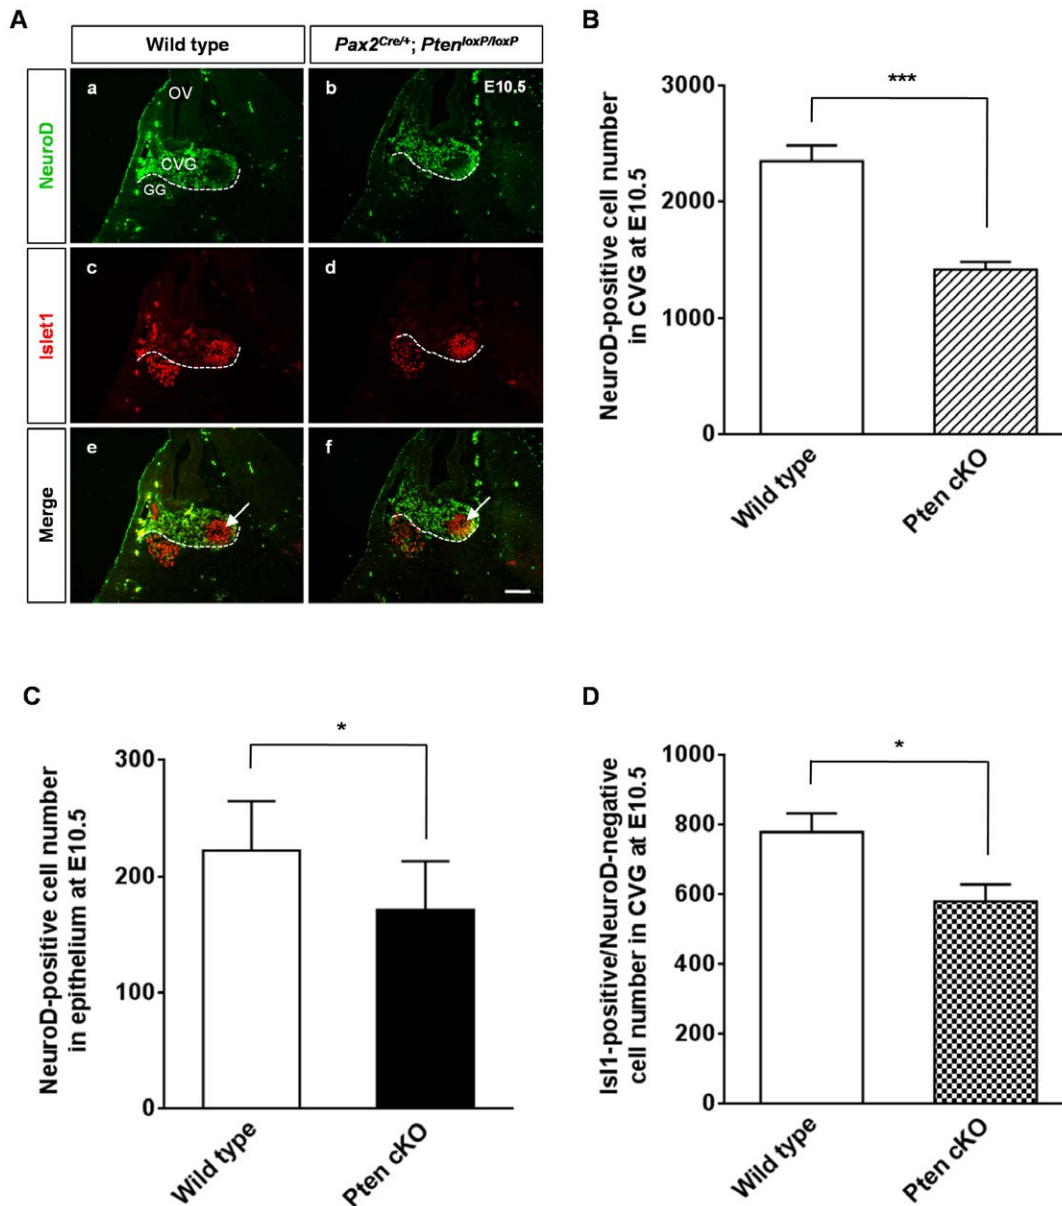 A
Wild type
Pax2Cre/+; PtenloxP/loxP
NeuroD
a
OV
CVG
GG
b
E10.5
Islet1
c
d
Merge
e
f
B
NeuroD-positive cell number
in CVG at E10.5
3000
2000
1000
0
***
Wild type
Pten cKO
C
NeuroD-positive cell number
in epithelium at E10.5
300
200
100
0
*
Wild type
Pten cKO
D
Isl1-positive/NeuroD-negative
cell number in CVG at E10.5
1000
800
600
400
200
0
*
Wild type
Pten cKO